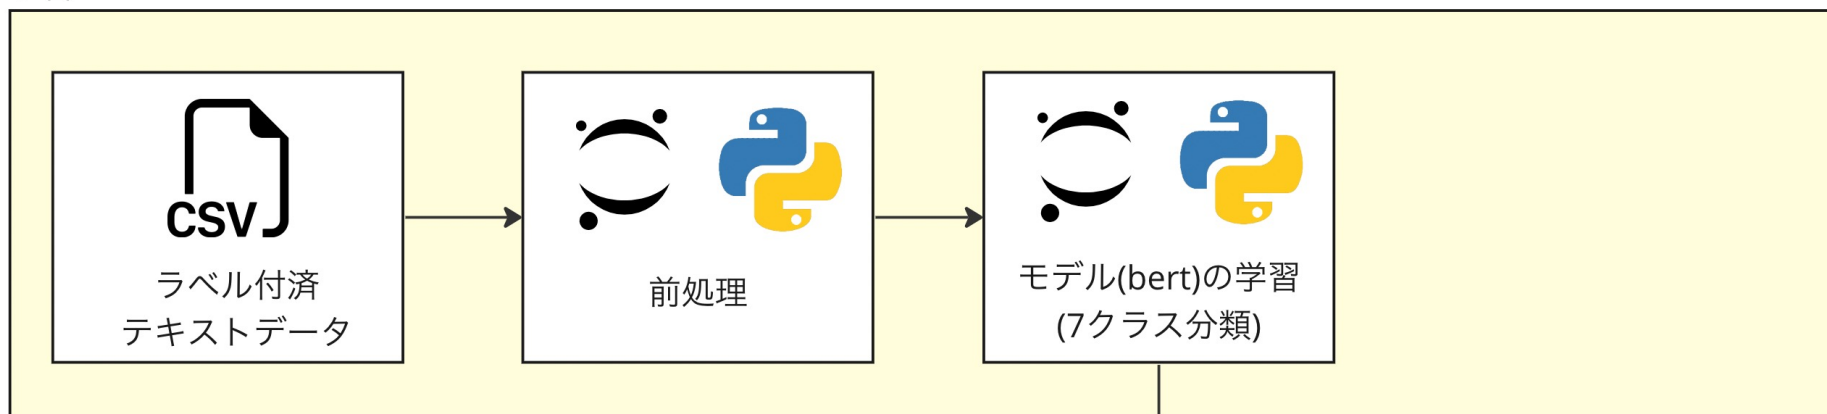 CSV
ラベル付済
テキストデータ
前処理
モデル(bert)の学習
(7クラス分類)